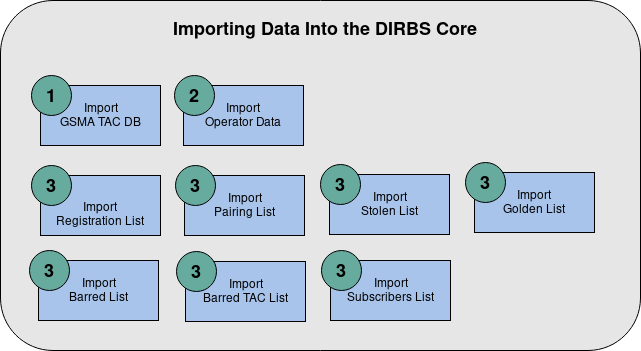 Importing Data Into the DIRBS Core
1
Import
GSMA TAC DB
2
Import
Operator Data
3
Import
Registration List
3
Import
Pairing List
3
Import
Stolen List
3
Import
Golden List
3
Import
Barred List
3
Import
Barred TAC List
3
Import
Subscribers List